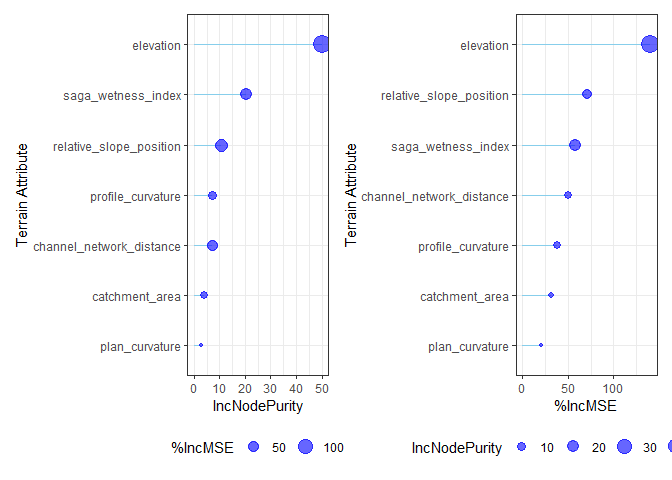 Terrain Attribute
elevation
saga_wetness_index
relative_slope_position
profile_curvature
channel_network_distance
catchment_area
plan_curvature
0 10 20 30 40 50
IncNodePurity
%IncMSE 50 100
Terrain Attribute
elevation
relative_slope_position
saga_wetness_index
channel_network_distance
profile_curvature
catchment_area
plan_curvature
0 50 100
%IncMSE
IncNodePurity 10 20 30